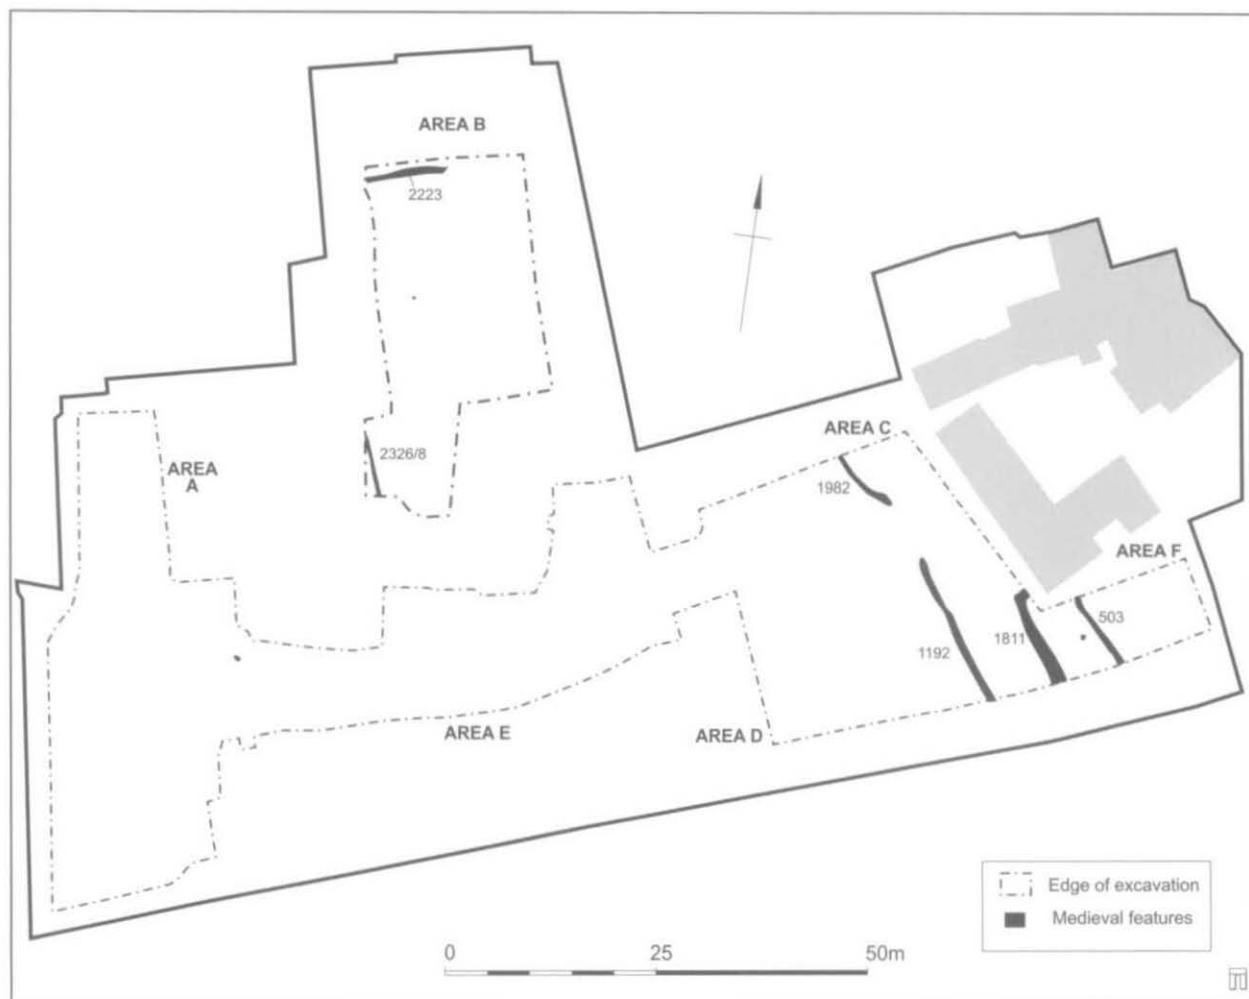 AREA B
2223
AREA
A
2326/8
AREA C
1982
AREA F
503
1811
1192
AREA E
AREA D
Edge of excavation
Medieval features
0 25 50m